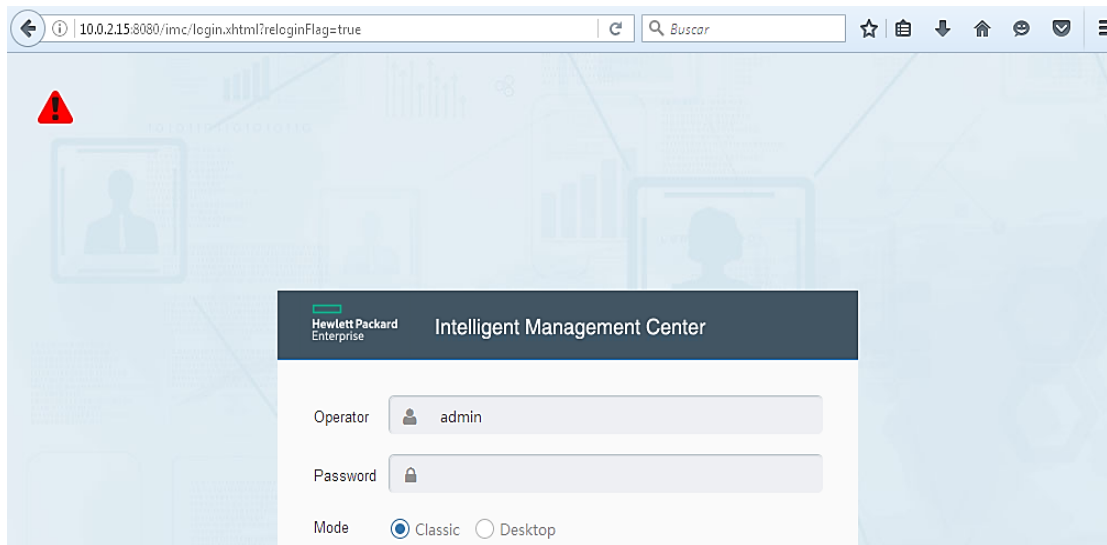 10.0.2.15:8080/imc/login.xhtml?reloginFlag=true
Buscar
Hewlett Packard
Enterprise
Intelligent Management Center
Operator
admin
Password
Mode
Classic
Desktop